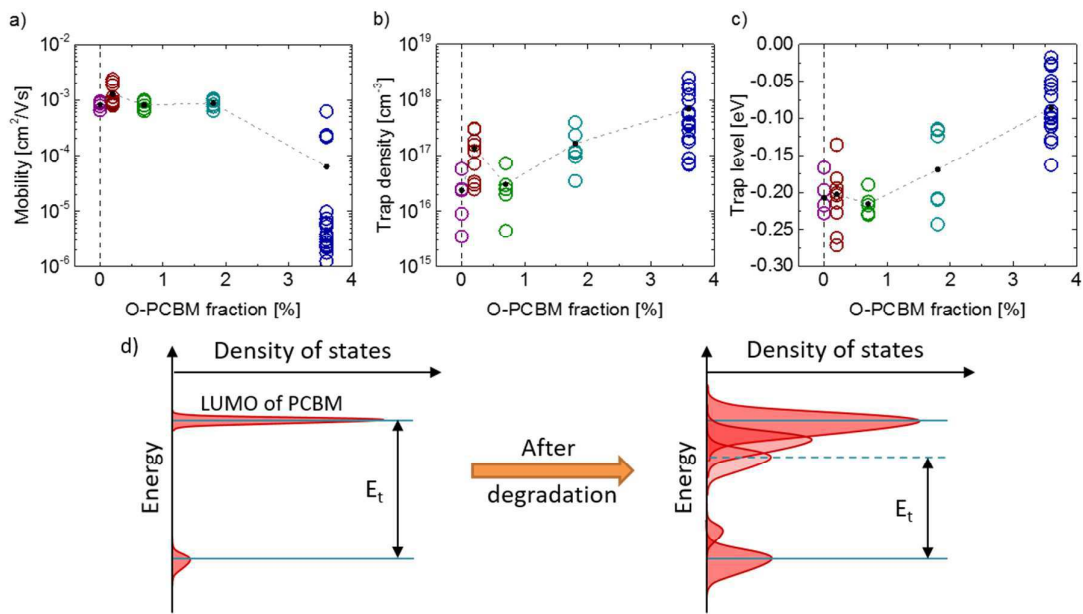 a)
Mobility [cm²/Vs]
10⁻²
10⁻³
10⁻⁴
10⁻⁵
10⁻⁶
0 1 2 3 4
O-PCBM fraction [%]
b)
Trap density [cm⁻³]
10¹⁹
10¹⁸
10¹⁷
10¹⁶
10¹⁵
0 1 2 3 4
O-PCBM fraction [%]
c)
Trap level [eV]
0.00
-0.05
-0.10
-0.15
-0.20
-0.25
-0.30
0 1 2 3 4
O-PCBM fraction [%]
d)
Density of states
LUMO of PCBM
Energy
Eₜ
After
degradation
Density of states
Energy
Eₜ